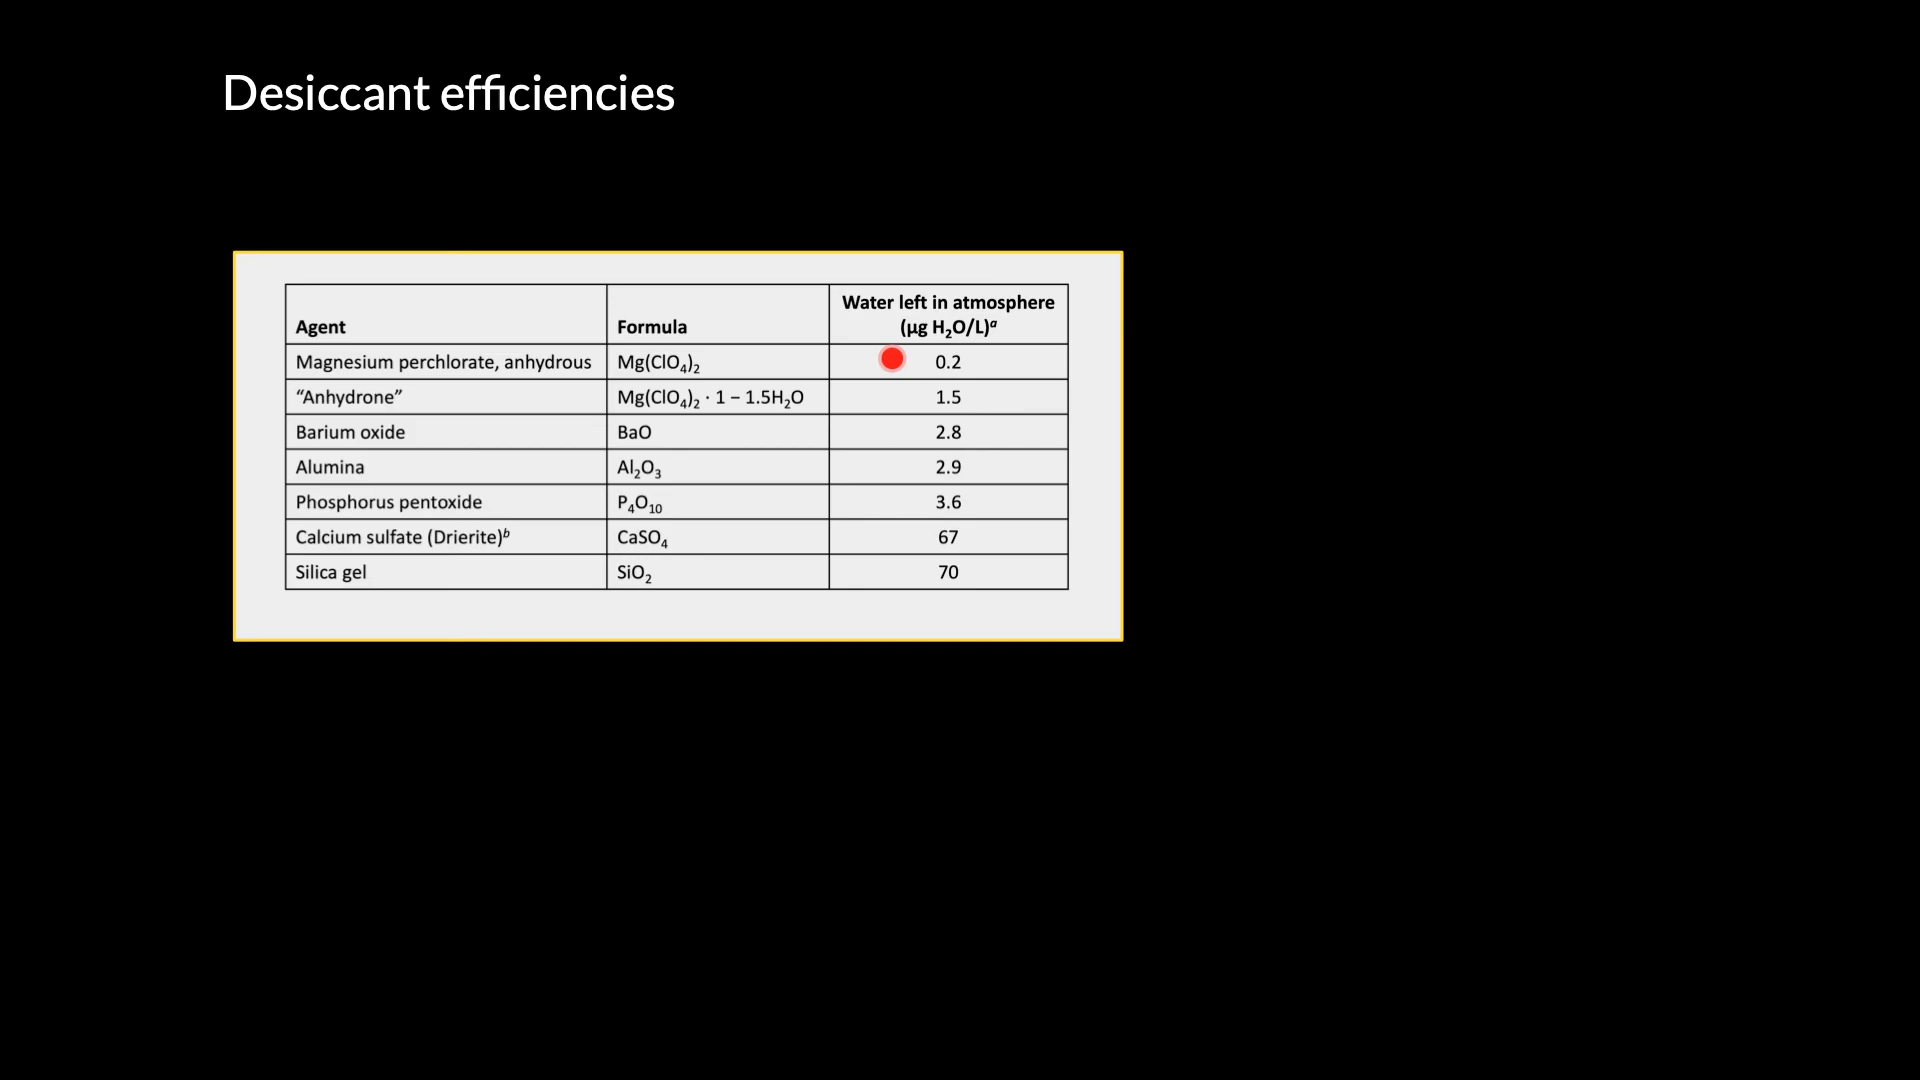 Desiccant efficiencies
Agent Formula Water left in atmosphere
(µg H₂O/L)ᵃ
Magnesium perchlorate, anhydrous Mg(ClO₄)₂ 0.2
“Anhydrone” Mg(ClO₄)₂ · 1 – 1.5H₂O 1.5
Barium oxide BaO 2.8
Alumina Al₂O₃ 2.9
Phosphorus pentoxide P₄O₁₀ 3.6
Calcium sulfate (Drierite)ᵇ CaSO₄ 67
Silica gel SiO₂ 70